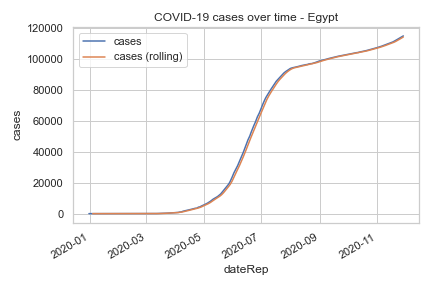 COVID-19 cases over time - Egypt
cases
cases (rolling)
120000
100000
80000
60000
40000
20000
0
cases
2020-01
2020-03
2020-05
2020-07
2020-09
2020-11
dateRep